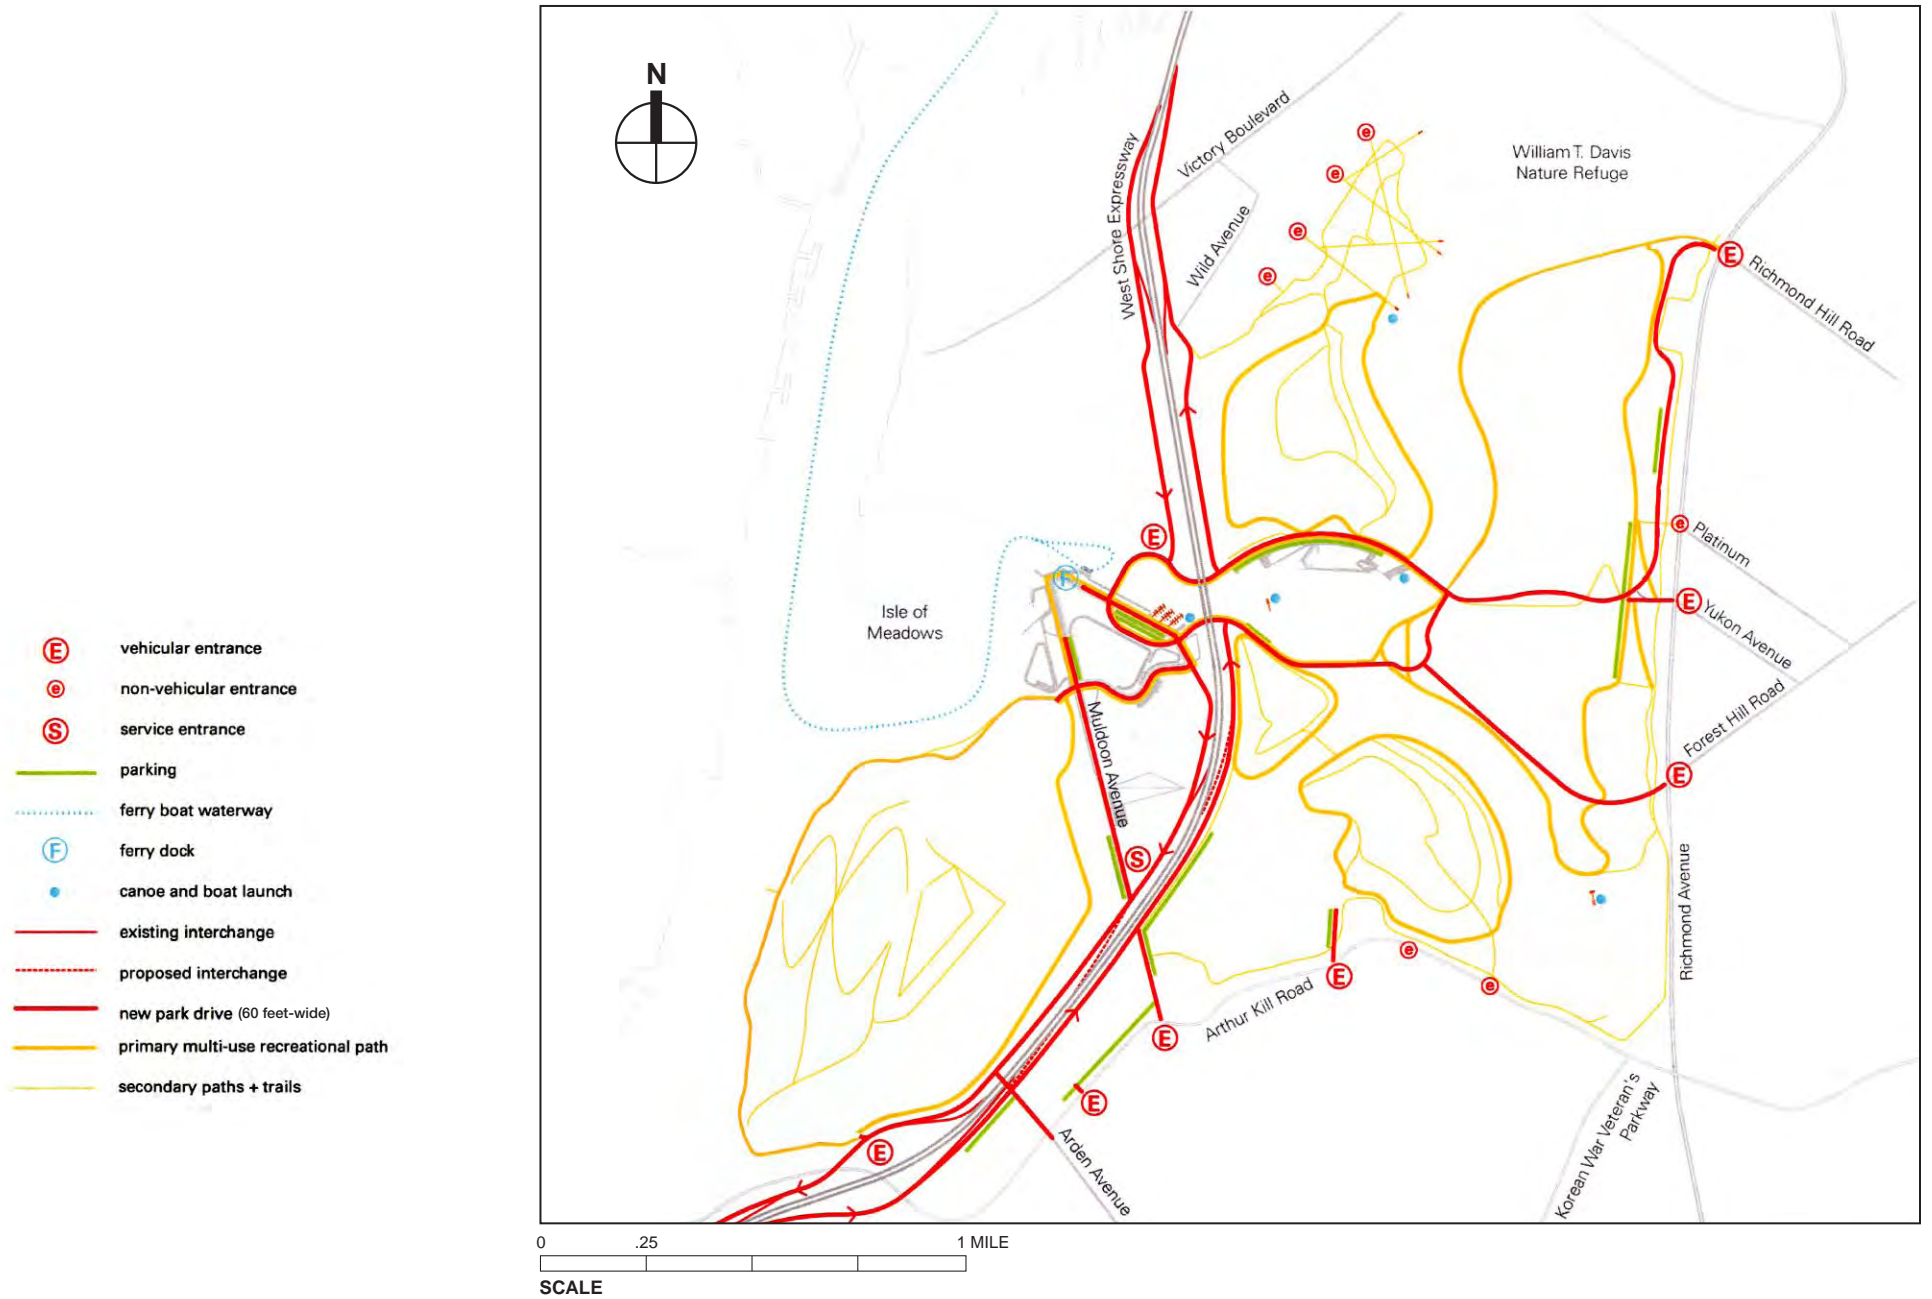 N
William T. Davis
Nature Refuge
Victory Boulevard
West Shore Expressway
Wild Avenue
e
e
e
e
E
Richmond Hill Road
E
e
Platinum
F
E
Yukon Avenue
Isle of
Meadows
Forest Hill Road
E
Muldoon Avenue
S
Richmond Avenue
e
E
e
Arthur Kill Road
E
E
Arden Avenue
E
Korean War Veteran's
Parkway
E vehicular entrance
e non-vehicular entrance
S service entrance
parking
ferry boat waterway
F ferry dock
canoe and boat launch
existing interchange
proposed interchange
new park drive (60 feet-wide)
primary multi-use recreational path
secondary paths + trails
0 .25 1 MILE
SCALE